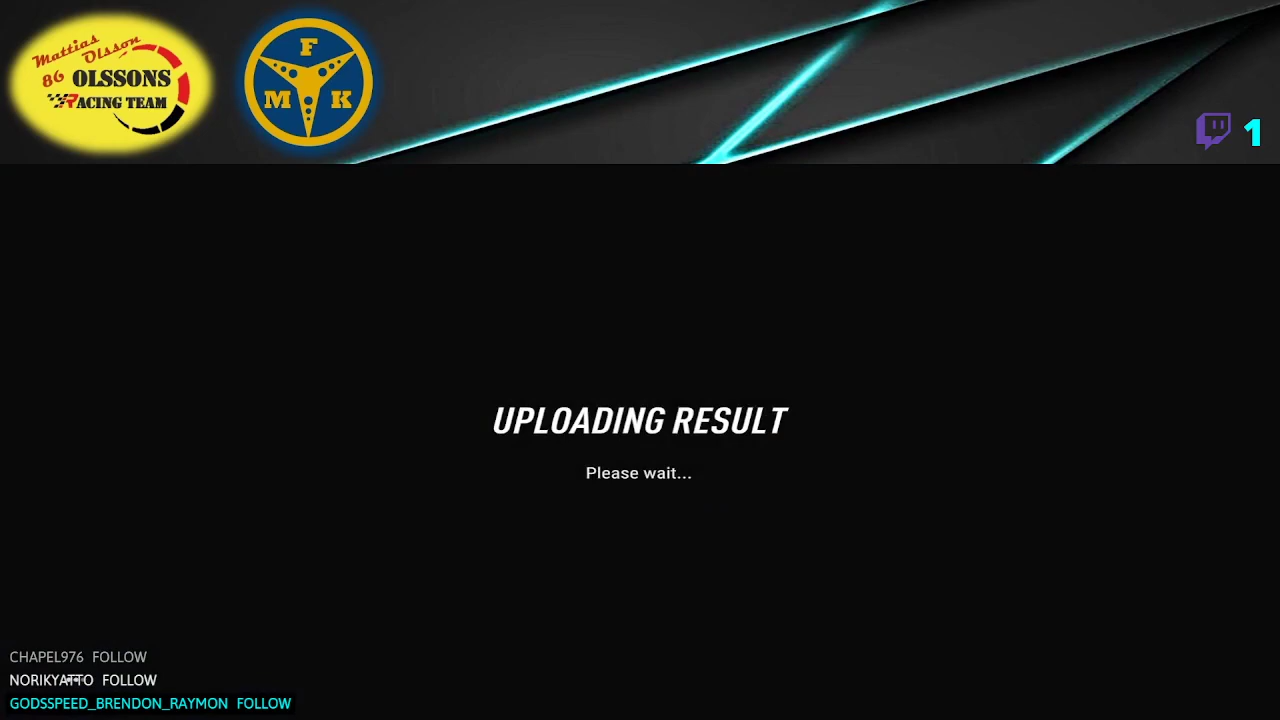 Mattias
Olsson
86 OLSSONS
RACING TEAM
F
M K
1
UPLOADING RESULT
Please wait...
CHAPEL976 FOLLOW
NORIKYATTO FOLLOW
GODSSPEED_BRENDON_RAYMON FOLLOW